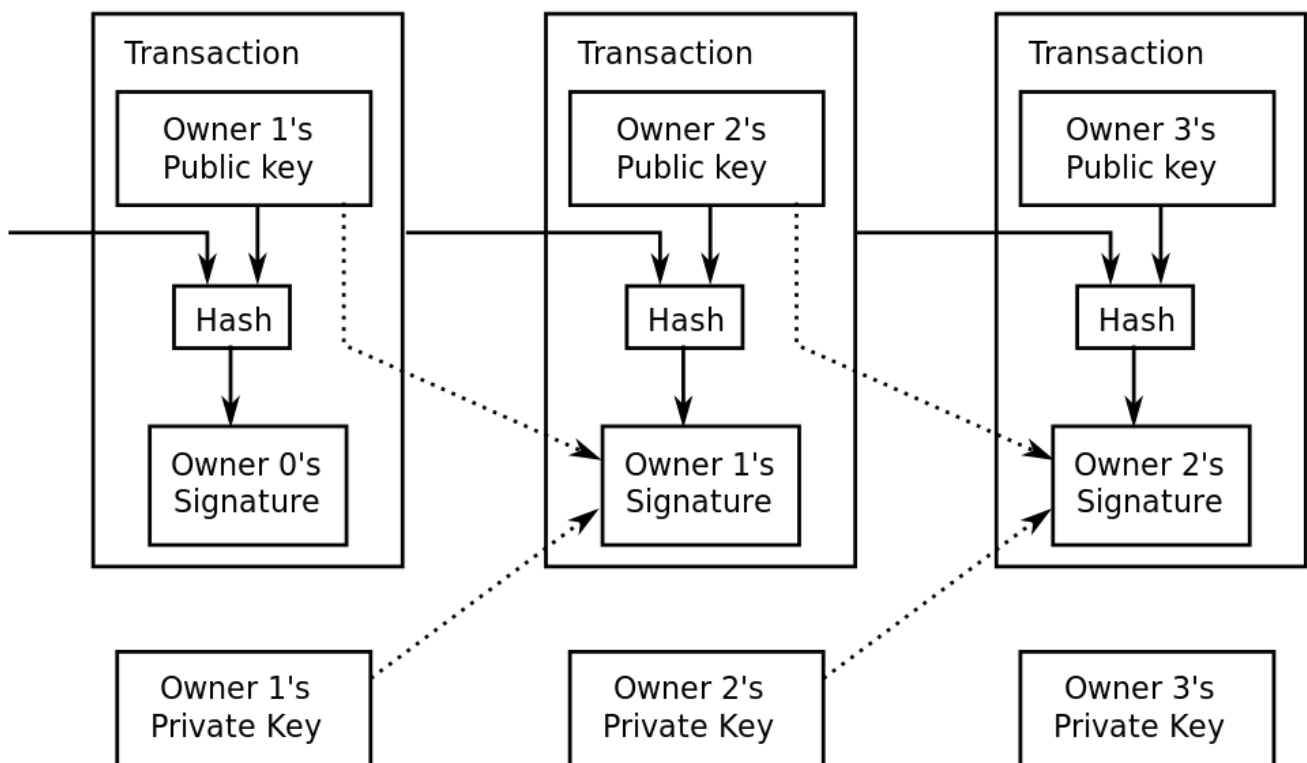 Transaction
Owner 1's
Public key
Hash
Owner 0's
Signature
Owner 1's
Private Key
Transaction
Owner 2's
Public key
Hash
Owner 1's
Signature
Owner 2's
Private Key
Transaction
Owner 3's
Public key
Hash
Owner 2's
Signature
Owner 3's
Private Key